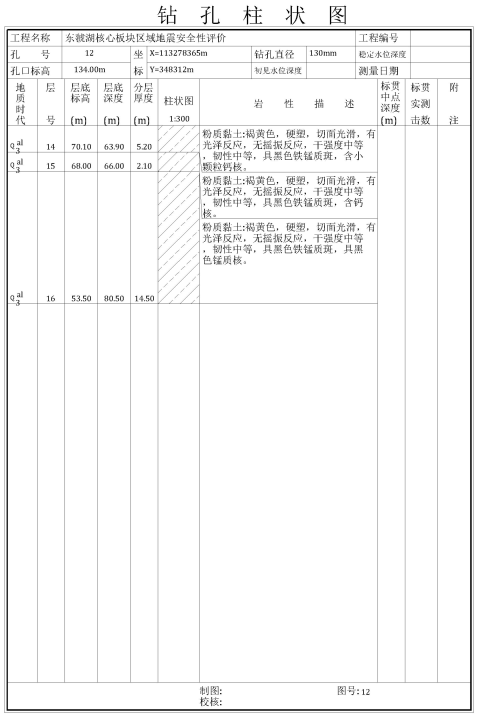 钻孔柱状图
工程名称 东虢湖核心板块区域地震安全性评价 工程编号
孔号 12 坐 X=113278365m 钻孔直径 130mm 稳定水位深度
孔口标高 134.00m 标 Y=348312m 初见水位深度 测量日期
地质时代 层号 层底标高(m) 层底深度(m) 分层厚度(m) 柱状图 1:300 岩性描述 标贯中点深度(m) 标贯实测击数 附注
粉质黏土:褐黄色，硬塑，切面光滑，有
光泽反应，无摇振反应，干强度中等
，韧性中等，具黑色铁锰质斑，含小
颗粒钙核。
Q al 3 14 70.10 63.90 5.20
Q al 3 15 68.00 66.00 2.10
粉质黏土:褐黄色，硬塑，切面光滑，有
光泽反应，无摇振反应，干强度中等
，韧性中等，具黑色铁锰质斑，含钙
核。
粉质黏土:褐黄色，硬塑，切面光滑，有
光泽反应，无摇振反应，干强度中等
，韧性中等，具黑色铁锰质斑，具黑
色锰质核。
Q al 3 16 53.50 80.50 14.50
制图: 图号: 12
校核: